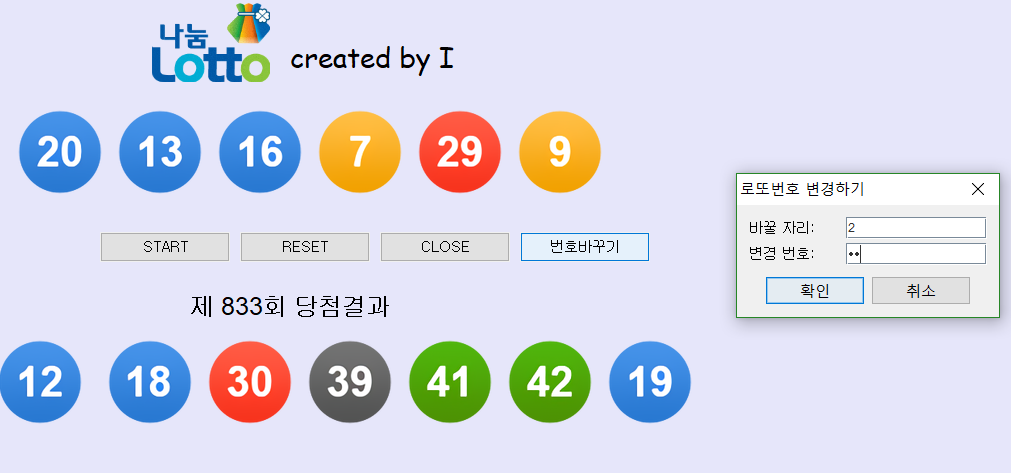 나눔
Lotto
created by I
20 13 16 7 29 9
로또번호 변경하기
바꿀 자리: 2
변경 번호: ••
확인 취소
START RESET CLOSE 번호바꾸기
제 833회 당첨결과
12 18 30 39 41 42 19